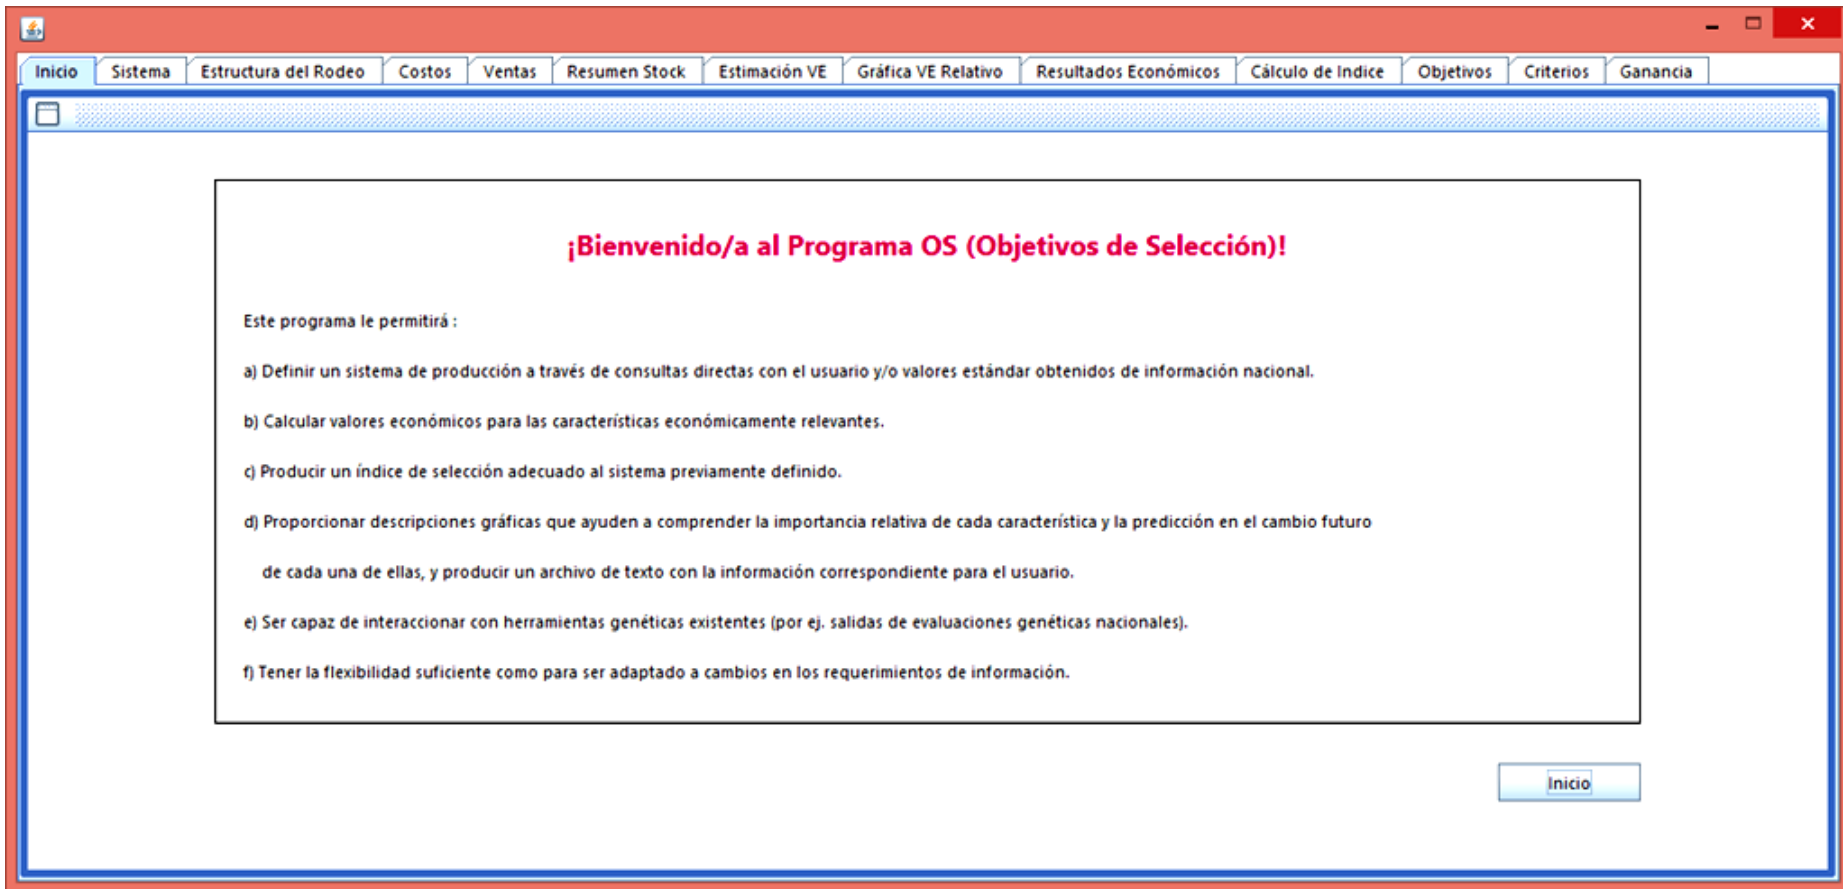 Inicio Sistema Estructura del Rodeo Costos Ventas Resumen Stock Estimación VE Gráfica VE Relativo Resultados Económicos Cálculo de Indice Objetivos Criterios Ganancia
¡Bienvenido/a al Programa OS (Objetivos de Selección)!
Este programa le permitirá :
a) Definir un sistema de producción a través de consultas directas con el usuario y/o valores estándar obtenidos de información nacional.
b) Calcular valores económicos para las características económicamente relevantes.
c) Producir un índice de selección adecuado al sistema previamente definido.
d) Proporcionar descripciones gráficas que ayuden a comprender la importancia relativa de cada característica y la predicción en el cambio futuro
de cada una de ellas, y producir un archivo de texto con la información correspondiente para el usuario.
e) Ser capaz de interaccionar con herramientas genéticas existentes (por ej. salidas de evaluaciones genéticas nacionales).
f) Tener la flexibilidad suficiente como para ser adaptado a cambios en los requerimientos de información.
Inicio